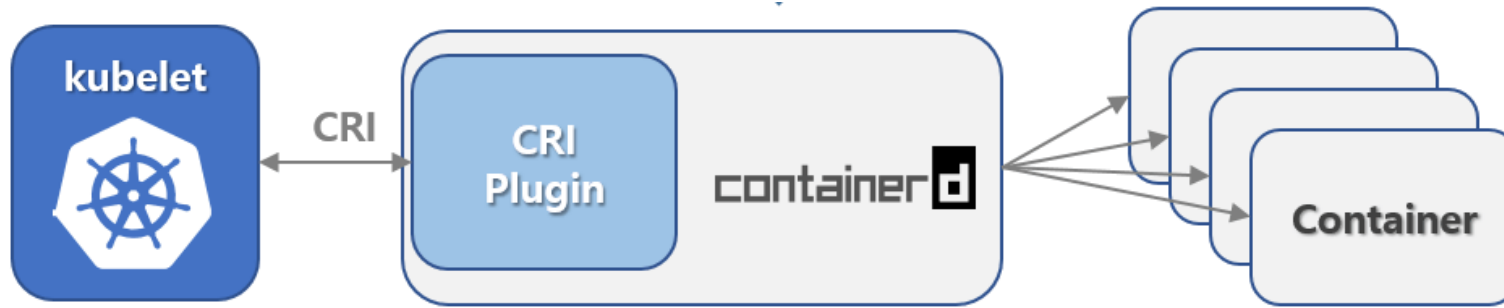 kubelet
CRI
CRI
Plugin
containerd
Container